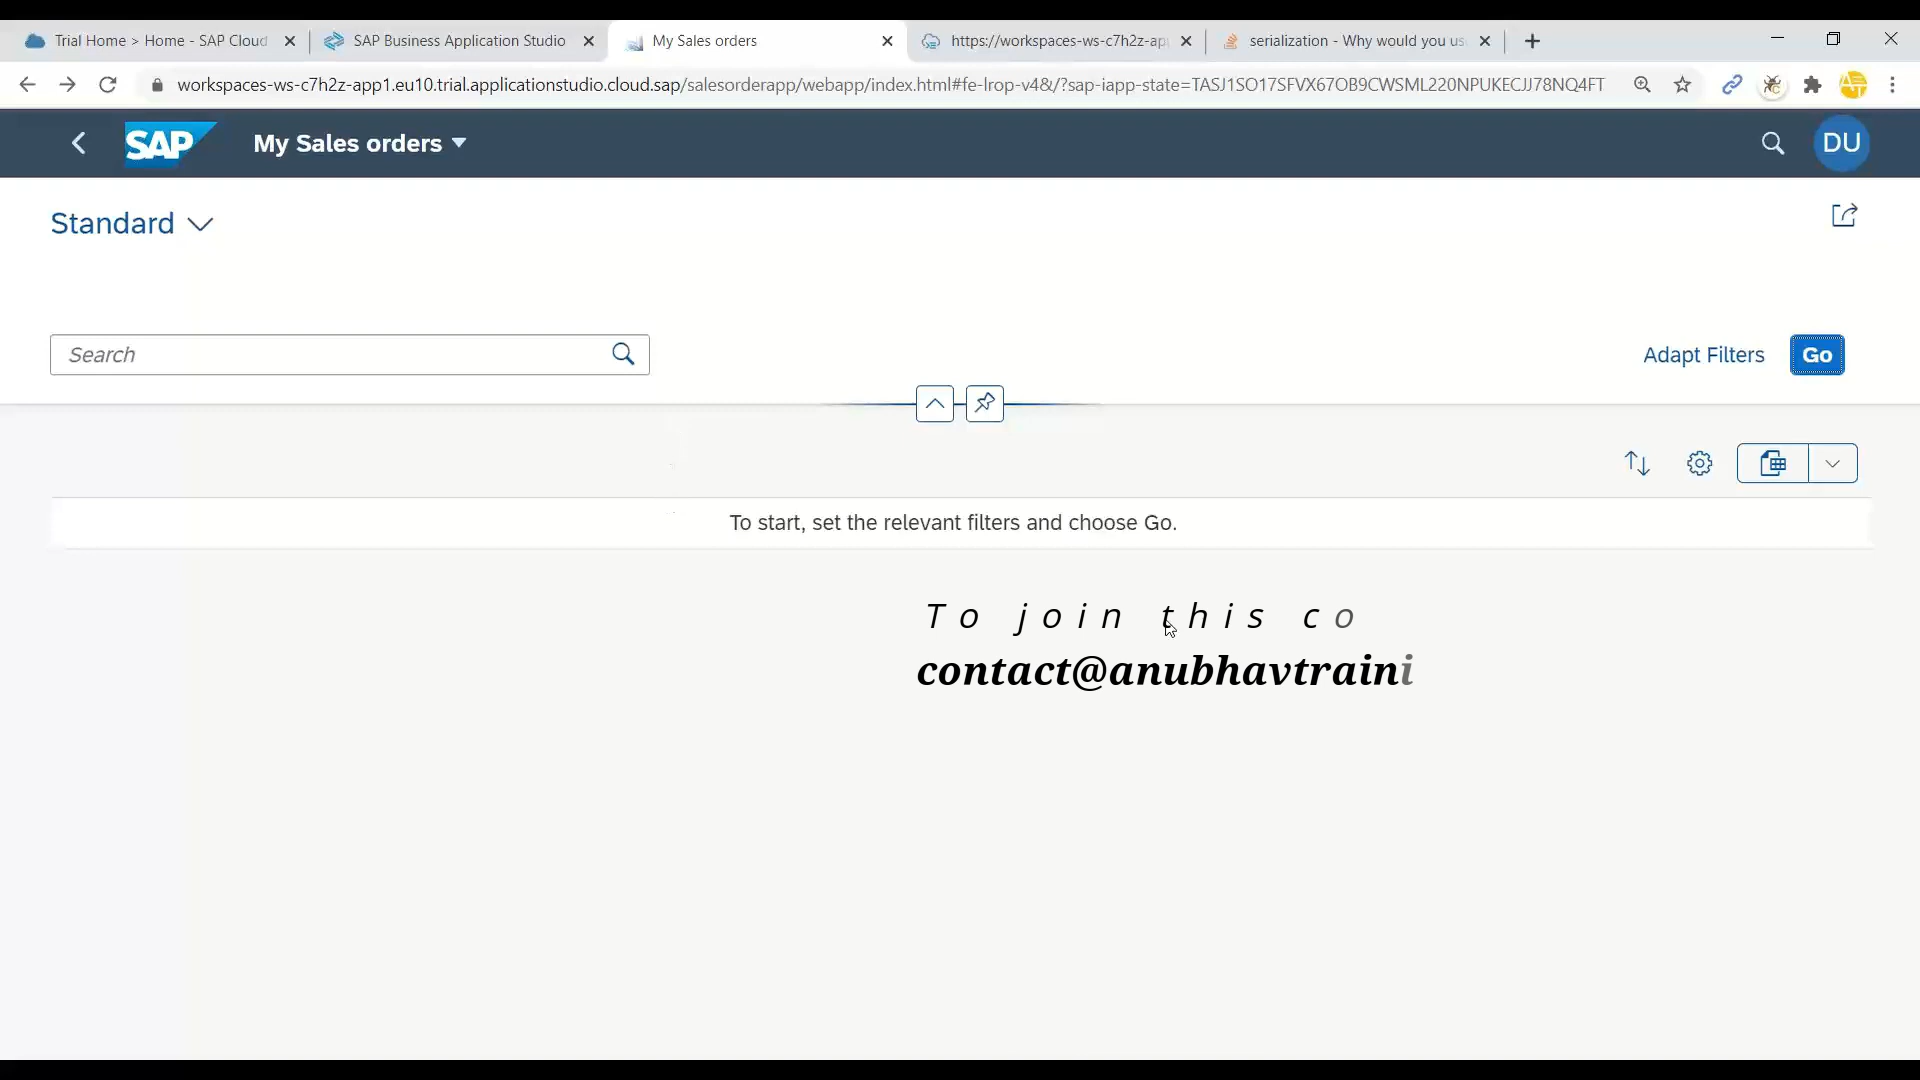 Trial Home > Home - SAP Cloud
SAP Business Application Studio
My Sales orders
https://workspaces-ws-c7h2z-ap
serialization - Why would you us
workspaces-ws-c7h2z-app1.eu10.trial.applicationstudio.cloud.sap/salesorderapp/webapp/index.html#fe-lrop-v4&/?sap-iapp-state=TASJ1SO17SFVX67OB9CWSML220NPUKECJJ78NQ4FT
SAP
My Sales orders
DU
Standard
Search
Adapt Filters
Go
To start, set the relevant filters and choose Go.
To join this co
contact@anubhavtraini